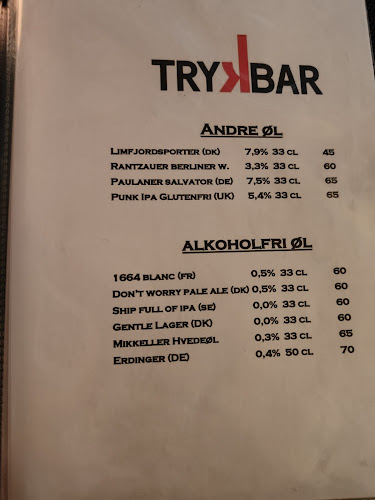 TRYKBAR
ANDRE ØL
LIMFJORDSPORTER (DK) 7,9% 33 CL 45
RANTZAUER BERLINER W. 3,3% 33 CL 60
PAULANER SALVATOR (DE) 7,5% 33 CL 65
PUNK IPA GLUTENFRI (UK) 5,4% 33 CL 65
ALKOHOLFRI ØL
1664 BLANC (FR) 0,5% 33 CL 60
DON'T WORRY PALE ALE (DK) 0,5% 33 CL 60
SHIP FULL OF IPA (SE) 0,0% 33 CL 60
GENTLE LAGER (DK) 0,0% 33 CL 60
MIKKELLER HVEDEØL 0,3% 33 CL 65
ERDINGER (DE) 0,4% 50 CL 70